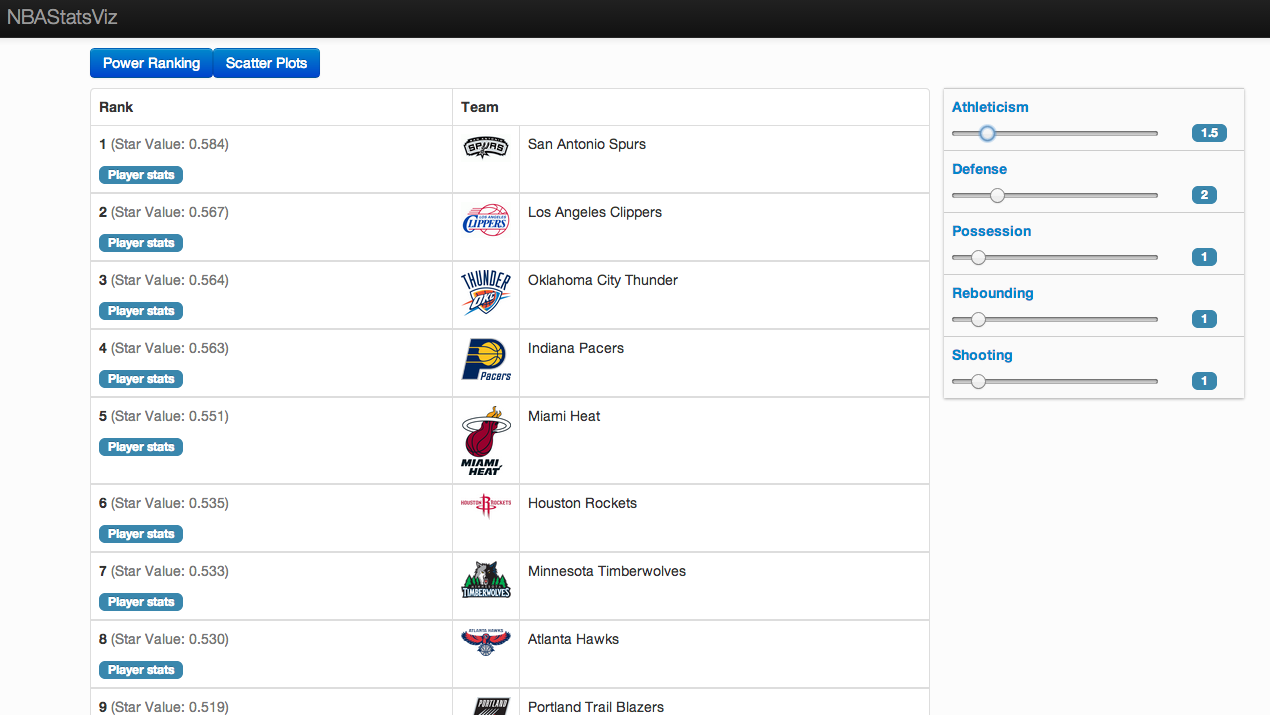 NBAStatsViz
Power Ranking Scatter Plots
Rank Team
1 (Star Value: 0.584) San Antonio Spurs
SPURS
Player stats
2 (Star Value: 0.567) Los Angeles Clippers
LOS ANGELES
CLIPPERS
Player stats
3 (Star Value: 0.564) Oklahoma City Thunder
THUNDER
OKC
Player stats
4 (Star Value: 0.563) Indiana Pacers
Pacers
Player stats
5 (Star Value: 0.551) Miami Heat
Player stats
MIAMI
HEAT
6 (Star Value: 0.535) Houston Rockets
HOUSTON R ROCKETS
Player stats
7 (Star Value: 0.533) Minnesota Timberwolves
TIMBERWOLVES
Player stats
8 (Star Value: 0.530) Atlanta Hawks
ATLANTA HAWKS
Player stats
9 (Star Value: 0.519) Portland Trail Blazers
PORTLAND
Athleticism
1.5
Defense
2
Possession
1
Rebounding
1
Shooting
1